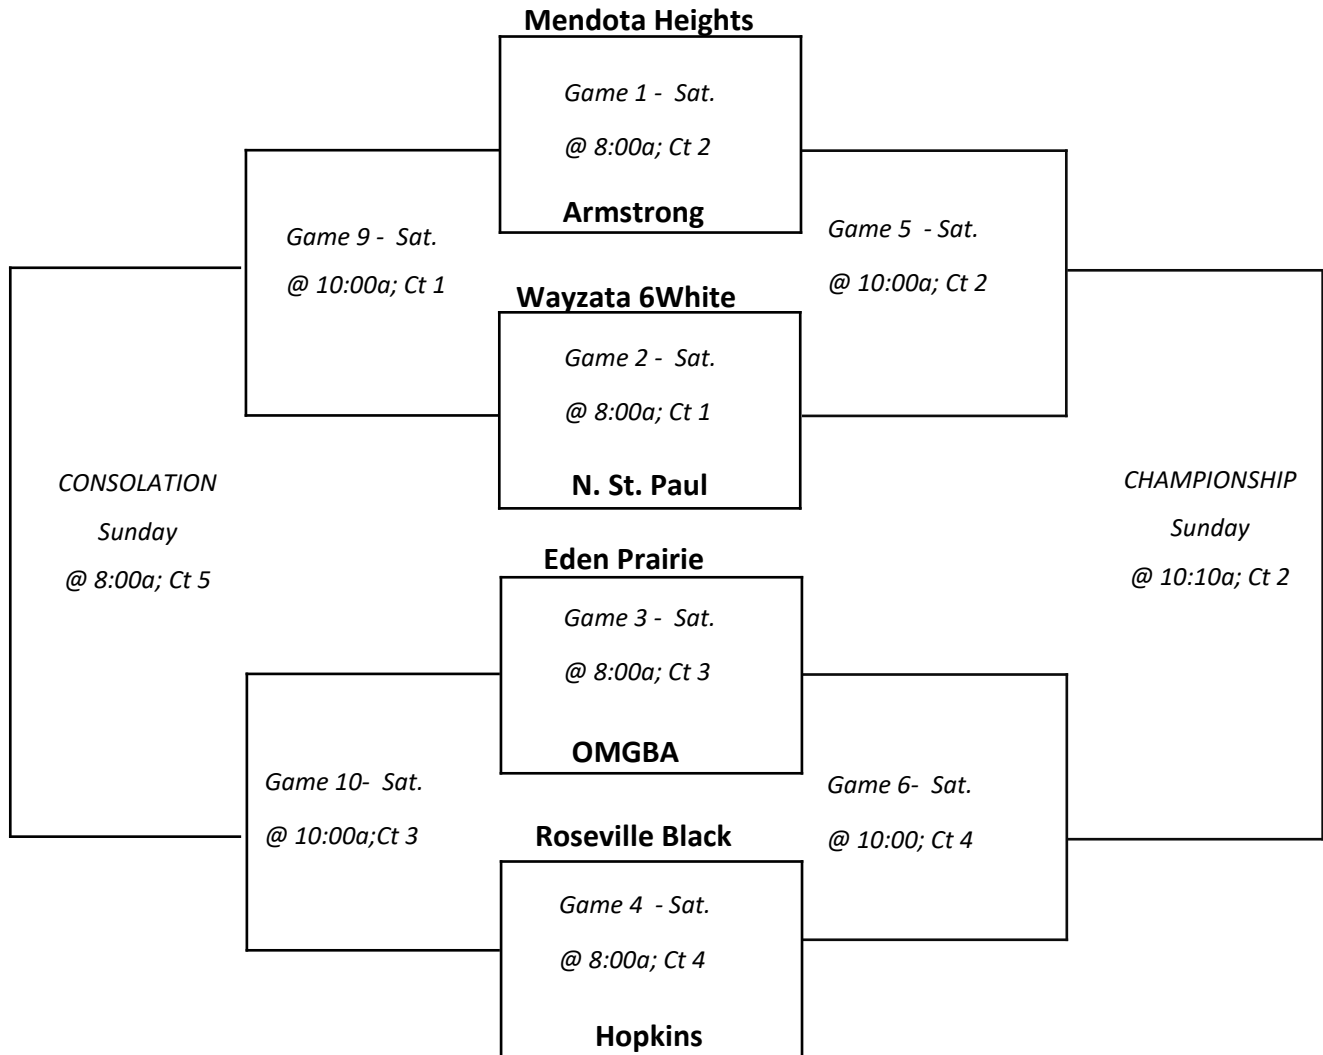 Mendota Heights
Game 1 -  Sat.
@ 8:00a; Ct 2
Armstrong
Game 9 -  Sat.
@ 10:00a; Ct 1
Game 5  - Sat.
@ 10:00a; Ct 2
Wayzata 6White
Game 2 -  Sat.
@ 8:00a; Ct 1
N. St. Paul
CONSOLATION
Sunday
@ 8:00a; Ct 5
CHAMPIONSHIP
Sunday
@ 10:10a; Ct 2
Eden Prairie
Game 3 -  Sat.
@ 8:00a; Ct 3
OMGBA
Game 10-  Sat.
@ 10:00a;Ct 3
Game 6-  Sat.
@ 10:00; Ct 4
Roseville Black
Game 4  - Sat.
@ 8:00a; Ct 4
Hopkins